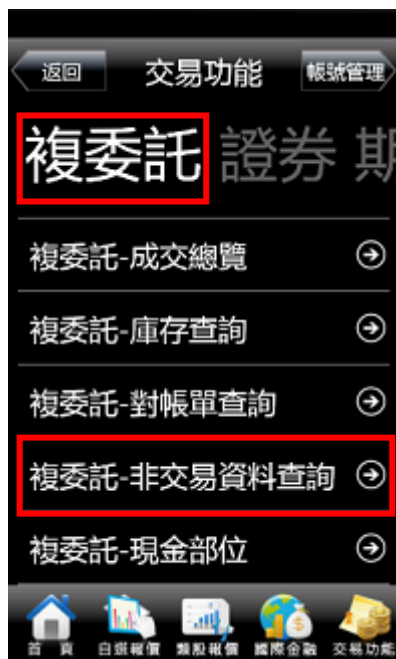 返回 交易功能 帳號管理
複委託 證券 期
複委託-成交總覽
複委託-庫存查詢
複委託-對帳單查詢
複委託-非交易資料查詢
複委託-現金部位
首頁 自選報價 類股報價 國際金融 交易功能